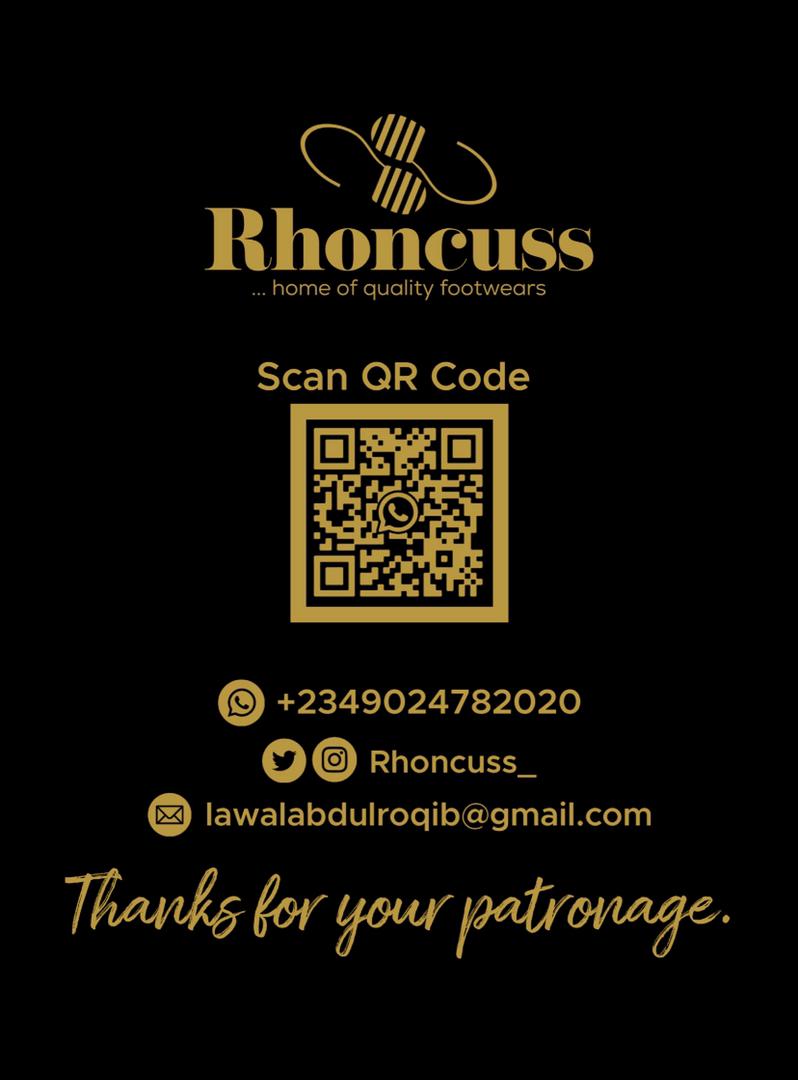 Rhoncuss
... home of quality footwears
Scan QR Code
+2349024782020
Rhoncuss_
lawalabdulroqib@gmail.com
Thanks for your patronage.